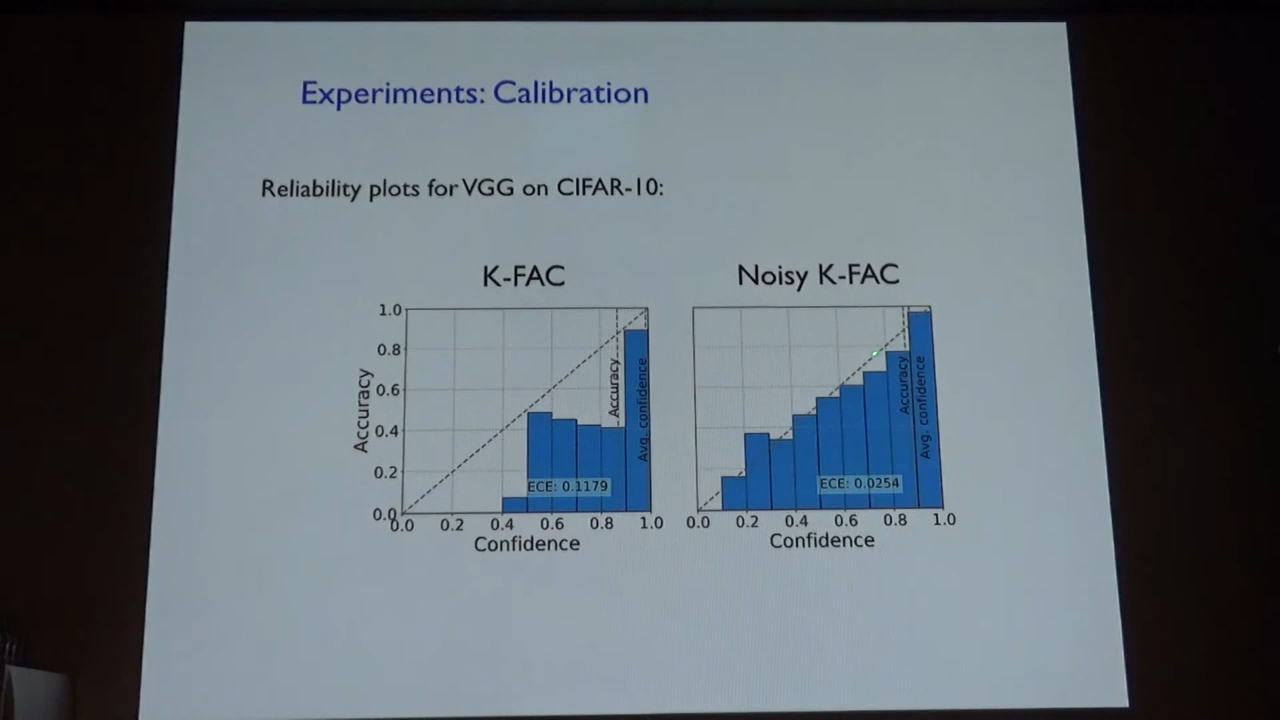 Experiments: Calibration
Reliability plots for VGG on CIFAR-10:
K-FAC
1.0
0.8
0.6
0.4
0.2
0.0
Accuracy
Accuracy
Avg. confidence
ECE: 0.1179
0.0 0.2 0.4 0.6 0.8 1.0
Confidence
Noisy K-FAC
Accuracy
Avg. confidence
ECE: 0.0254
0.0 0.2 0.4 0.6 0.8 1.0
Confidence